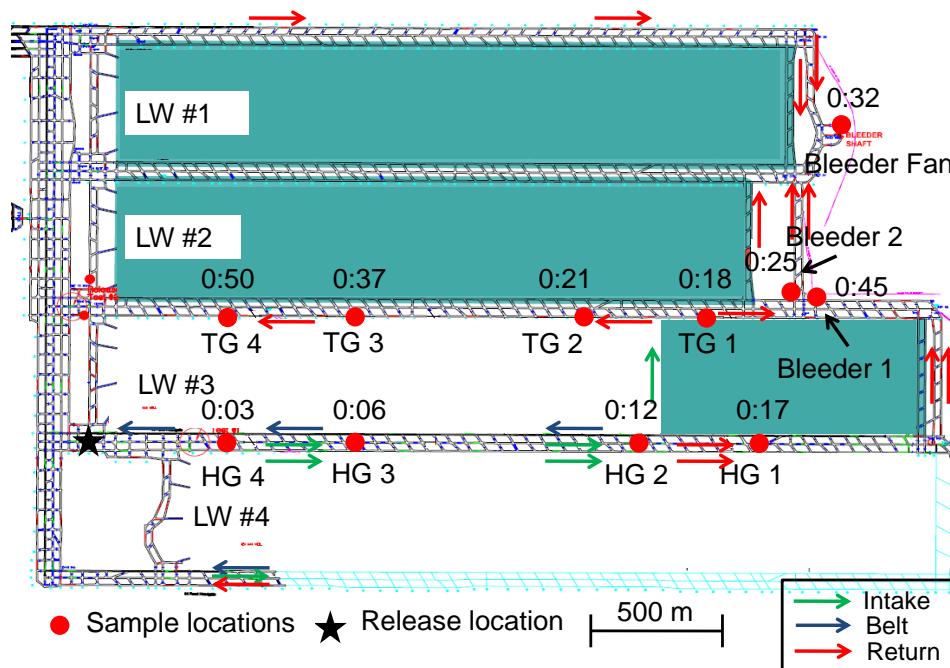 0:32
LW #1
BLEEDER
SHAFT
Bleeder Fan
LW #2
Bleeder 2
0:50
0:37
0:21
0:18
0:25
0:45
TG 4
TG 3
TG 2
TG 1
Bleeder 1
LW #3
0:03
0:06
0:12
0:17
HG 4
HG 3
HG 2
HG 1
LW #4
500 m
Intake
Sample locations
Release location
Belt
Return